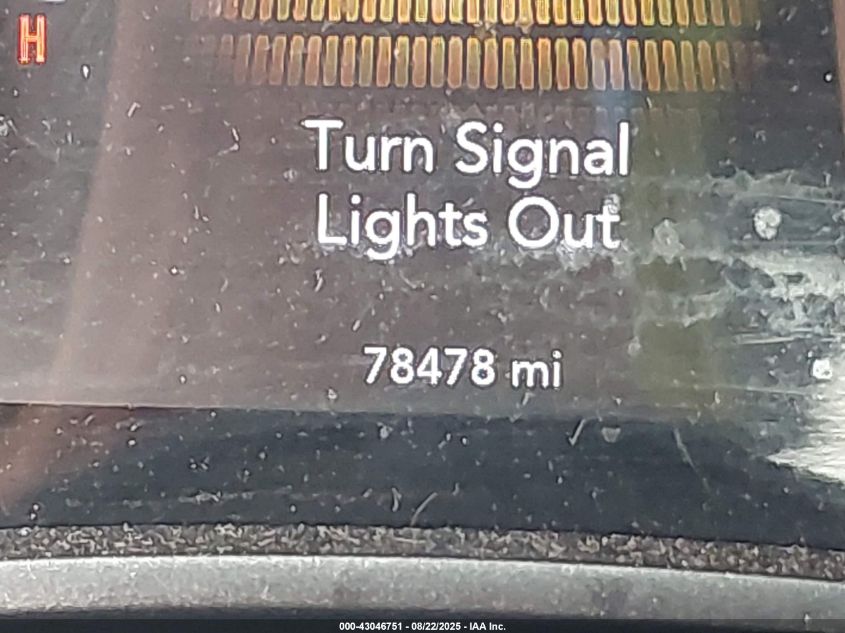 H
Turn Signal
Lights Out
78478 mi
000-43046751 - 08/22/2025 - IAA Inc.